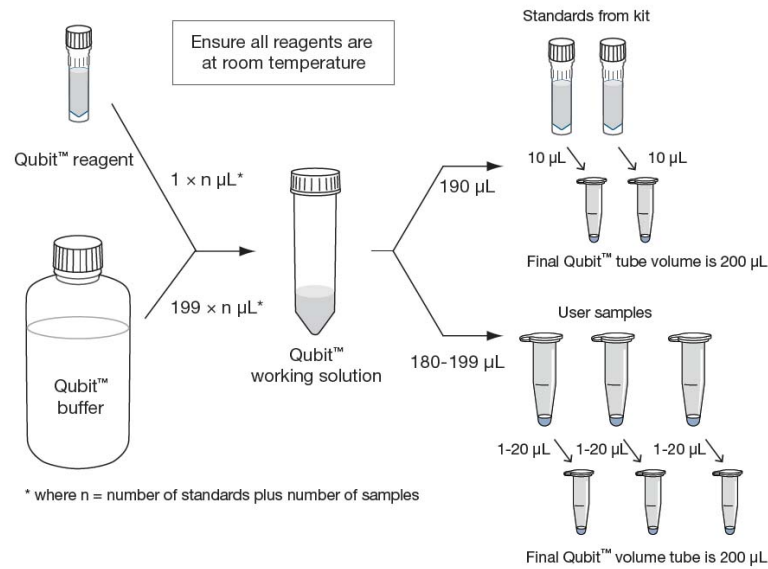 Standards from kit
Ensure all reagents are
at room temperature
Qubit™ reagent
1 × n µL*
10 µL
10 µL
190 µL
Final Qubit™ tube volume is 200 µL
199 × n µL*
Qubit™
working solution
Qubit™
buffer
User samples
180-199 µL
1-20 µL
1-20 µL
1-20 µL
* where n = number of standards plus number of samples
Final Qubit™ volume tube is 200 µL